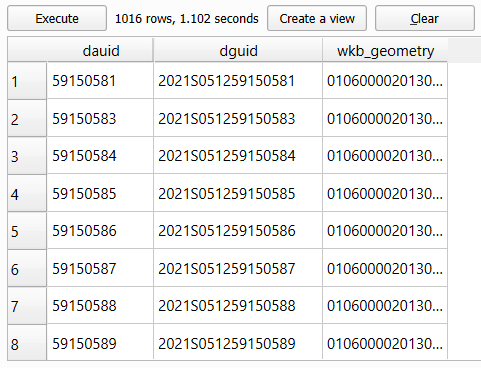 Execute 1016 rows, 1.102 seconds Create a view Clear
dauid dguid wkb_geometry
1 59150581 2021S051259150581 0106000020130...
2 59150583 2021S051259150583 0106000020130...
3 59150584 2021S051259150584 0106000020130...
4 59150585 2021S051259150585 0106000020130...
5 59150586 2021S051259150586 0106000020130...
6 59150587 2021S051259150587 0106000020130...
7 59150588 2021S051259150588 0106000020130...
8 59150589 2021S051259150589 0106000020130...